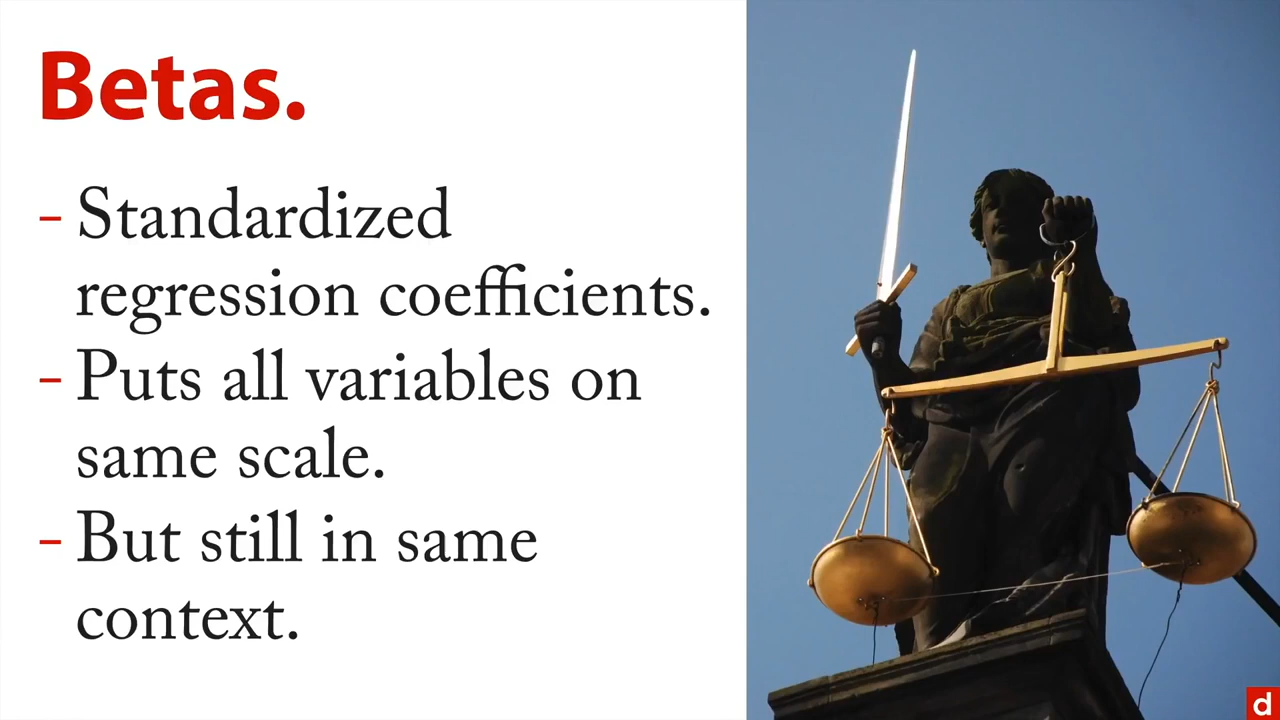 Betas.
- Standardized
regression coefficients.
- Puts all variables on
same scale.
- But still in same
context.
d